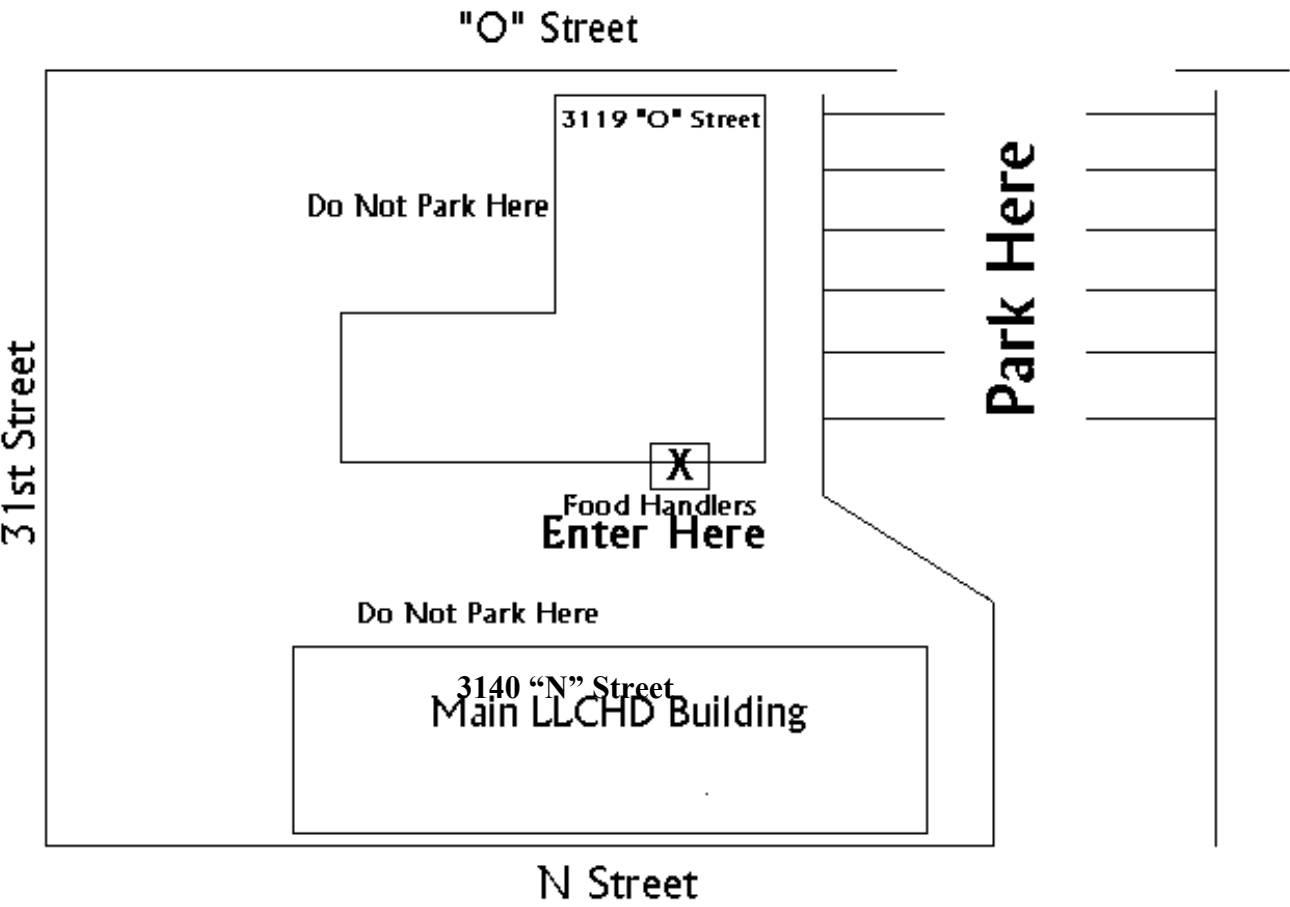 "O" Street
3119 "O" Street
Do Not Park Here
Park Here
31st Street
X
Food Handlers
Enter Here
Do Not Park Here
3140 “N” Street
Main LLCHD Building
N Street